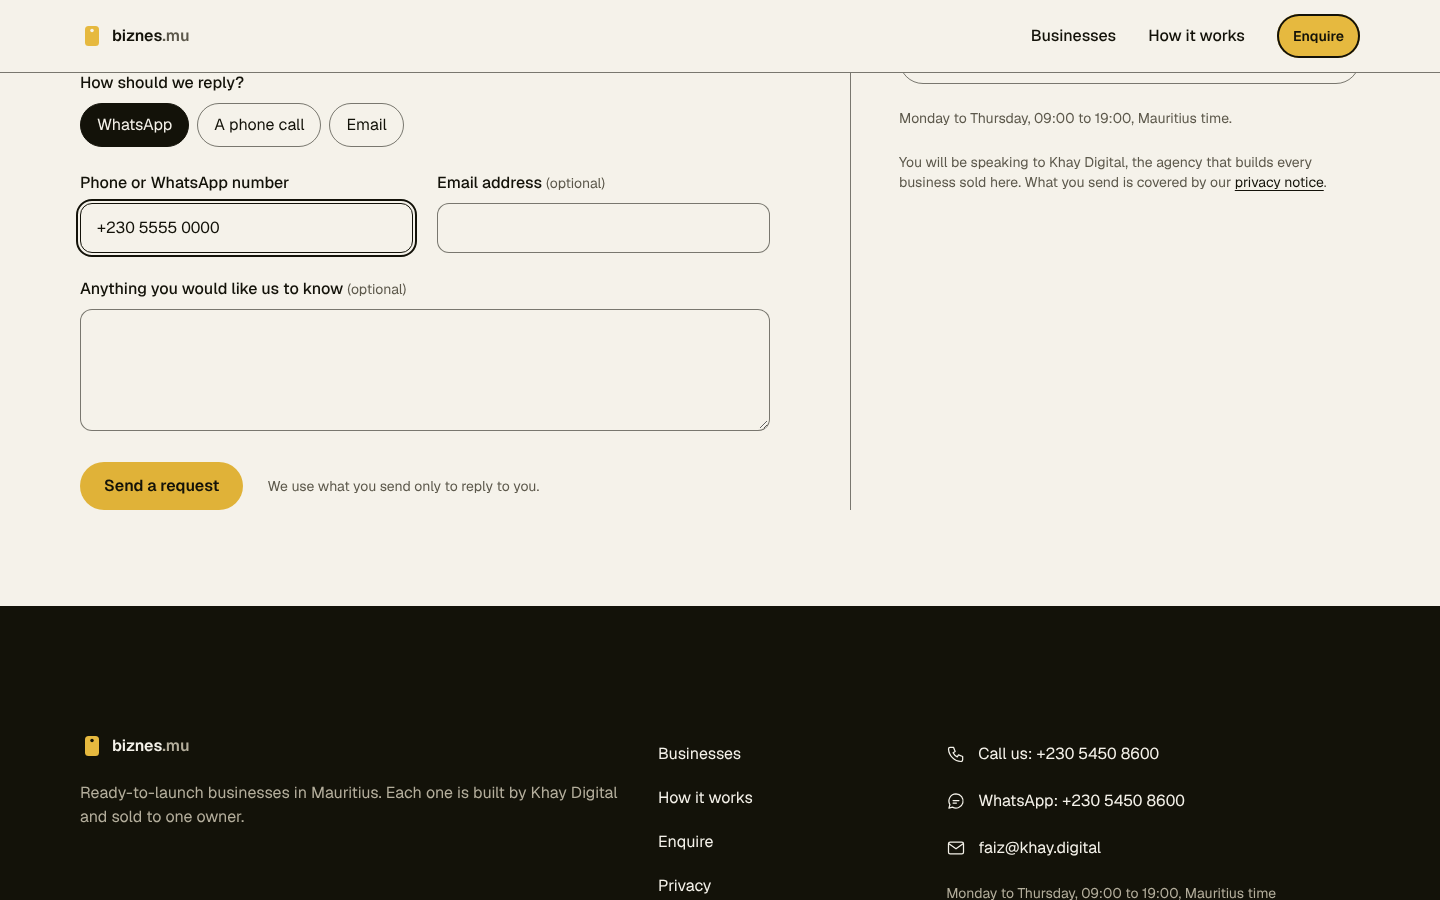 biznes.mu
Businesses
How it works
Enquire
How should we reply?
WhatsApp
A phone call
Email
Phone or WhatsApp number
+230 5555 0000
Email address (optional)
Anything you would like us to know (optional)
Send a request
We use what you send only to reply to you.
Monday to Thursday, 09:00 to 19:00, Mauritius time.
You will be speaking to Khay Digital, the agency that builds every
business sold here. What you send is covered by our privacy notice.
biznes.mu
Ready-to-launch businesses in Mauritius. Each one is built by Khay Digital
and sold to one owner.
Businesses
How it works
Enquire
Privacy
Call us: +230 5450 8600
WhatsApp: +230 5450 8600
faiz@khay.digital
Monday to Thursday, 09:00 to 19:00, Mauritius time